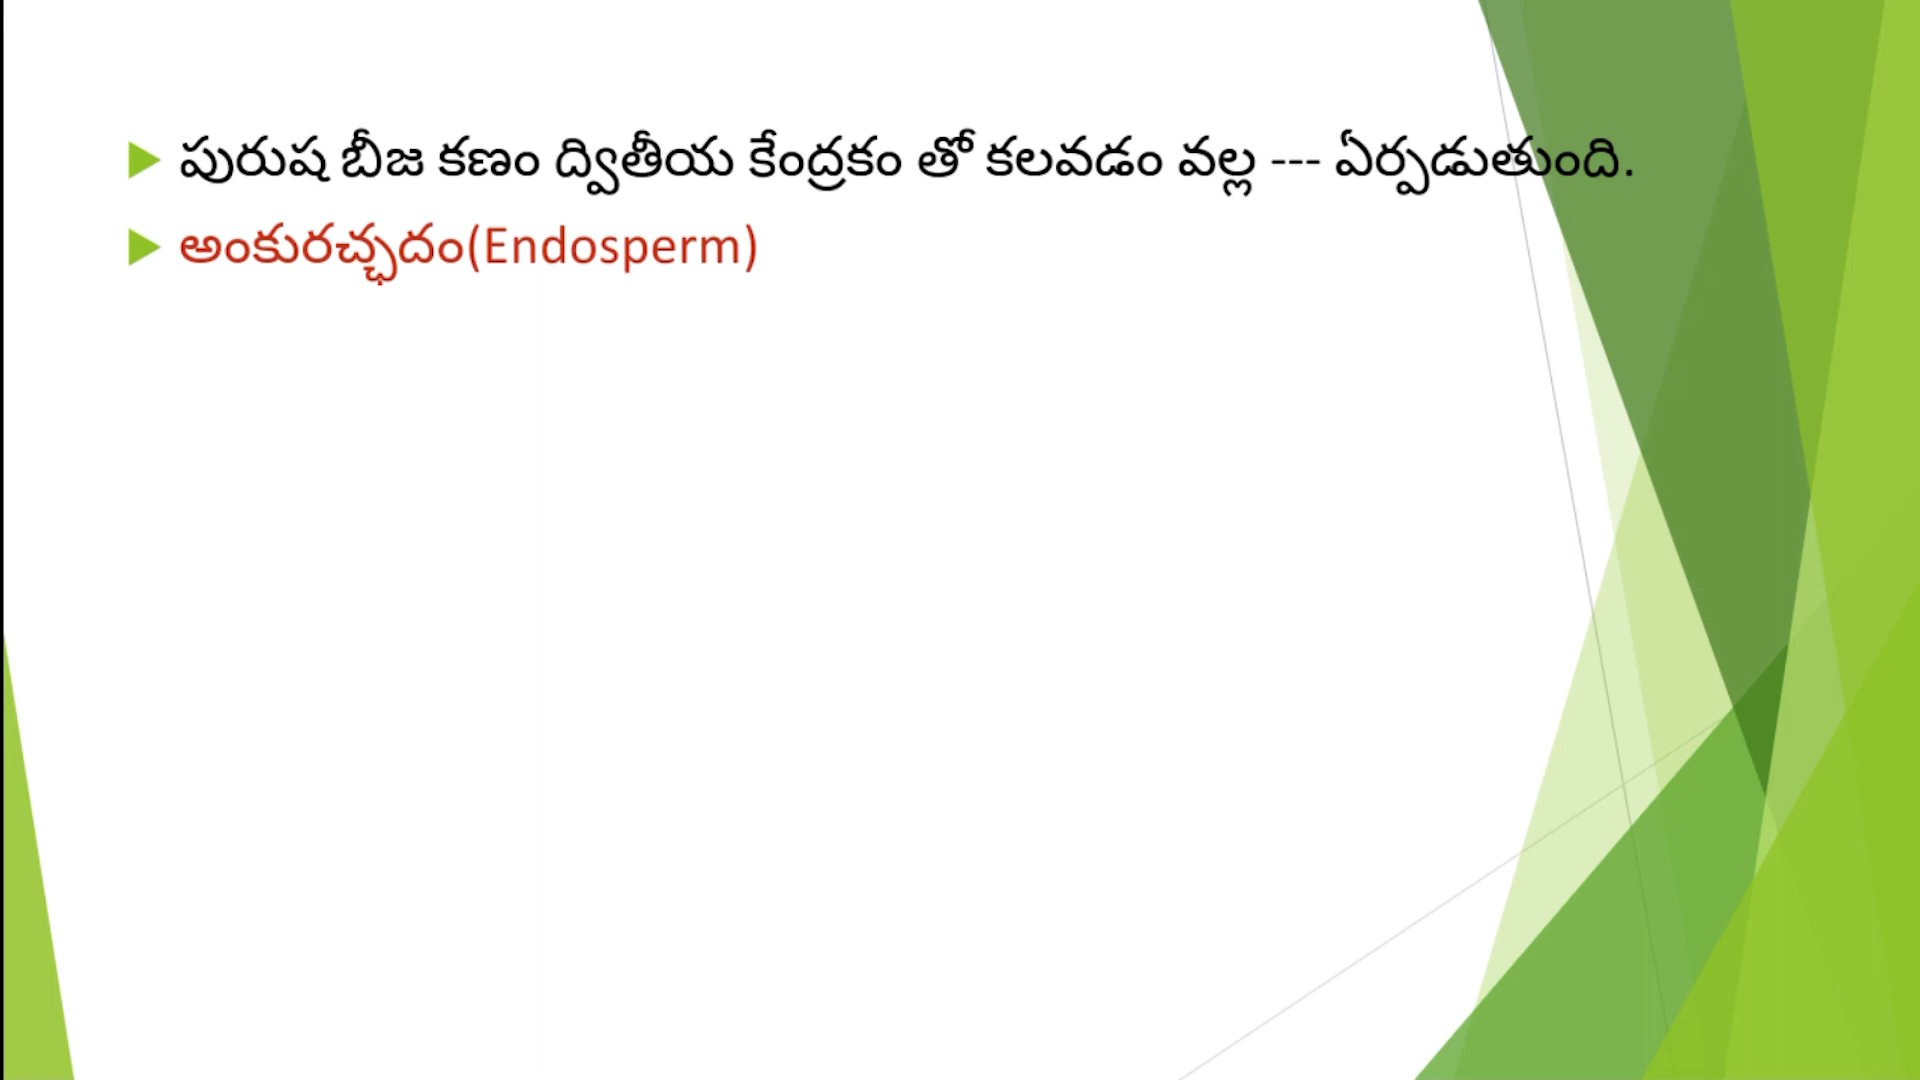 పురుష బీజ కణం ద్వితీయ కేంద్రకం తో కలవడం వల్ల --- ఏర్పడుతుంది.
అంకురచ్ఛదం(Endosperm)